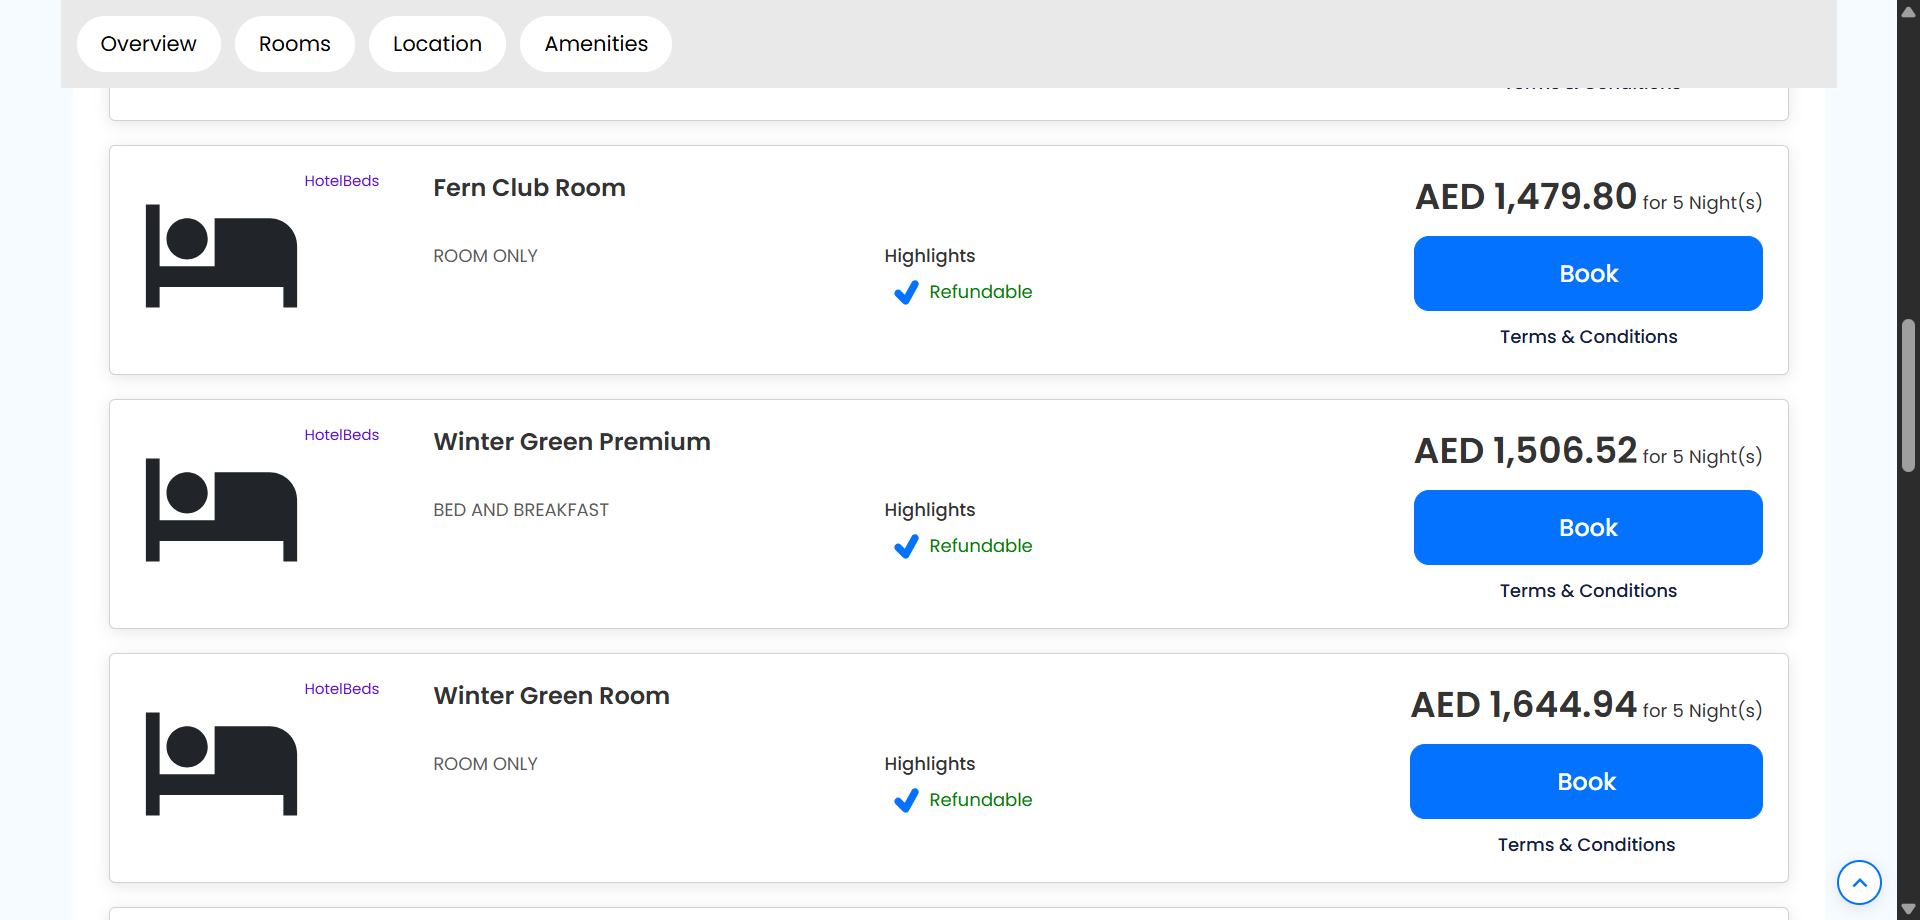 Overview
Rooms
Location
Amenities
HotelBeds
Fern Club Room
AED 1,479.80 for 5 Night(s)
ROOM ONLY
Highlights
Refundable
Book
Terms & Conditions
HotelBeds
Winter Green Premium
AED 1,506.52 for 5 Night(s)
BED AND BREAKFAST
Highlights
Refundable
Book
Terms & Conditions
HotelBeds
Winter Green Room
AED 1,644.94 for 5 Night(s)
ROOM ONLY
Highlights
Refundable
Book
Terms & Conditions